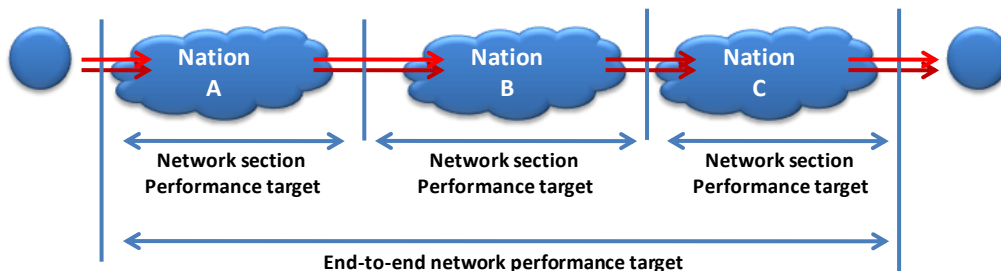 Nation
A
Nation
B
Nation
C
Network section
Performance target
Network section
Performance target
Network section
Performance target
End-to-end network performance target